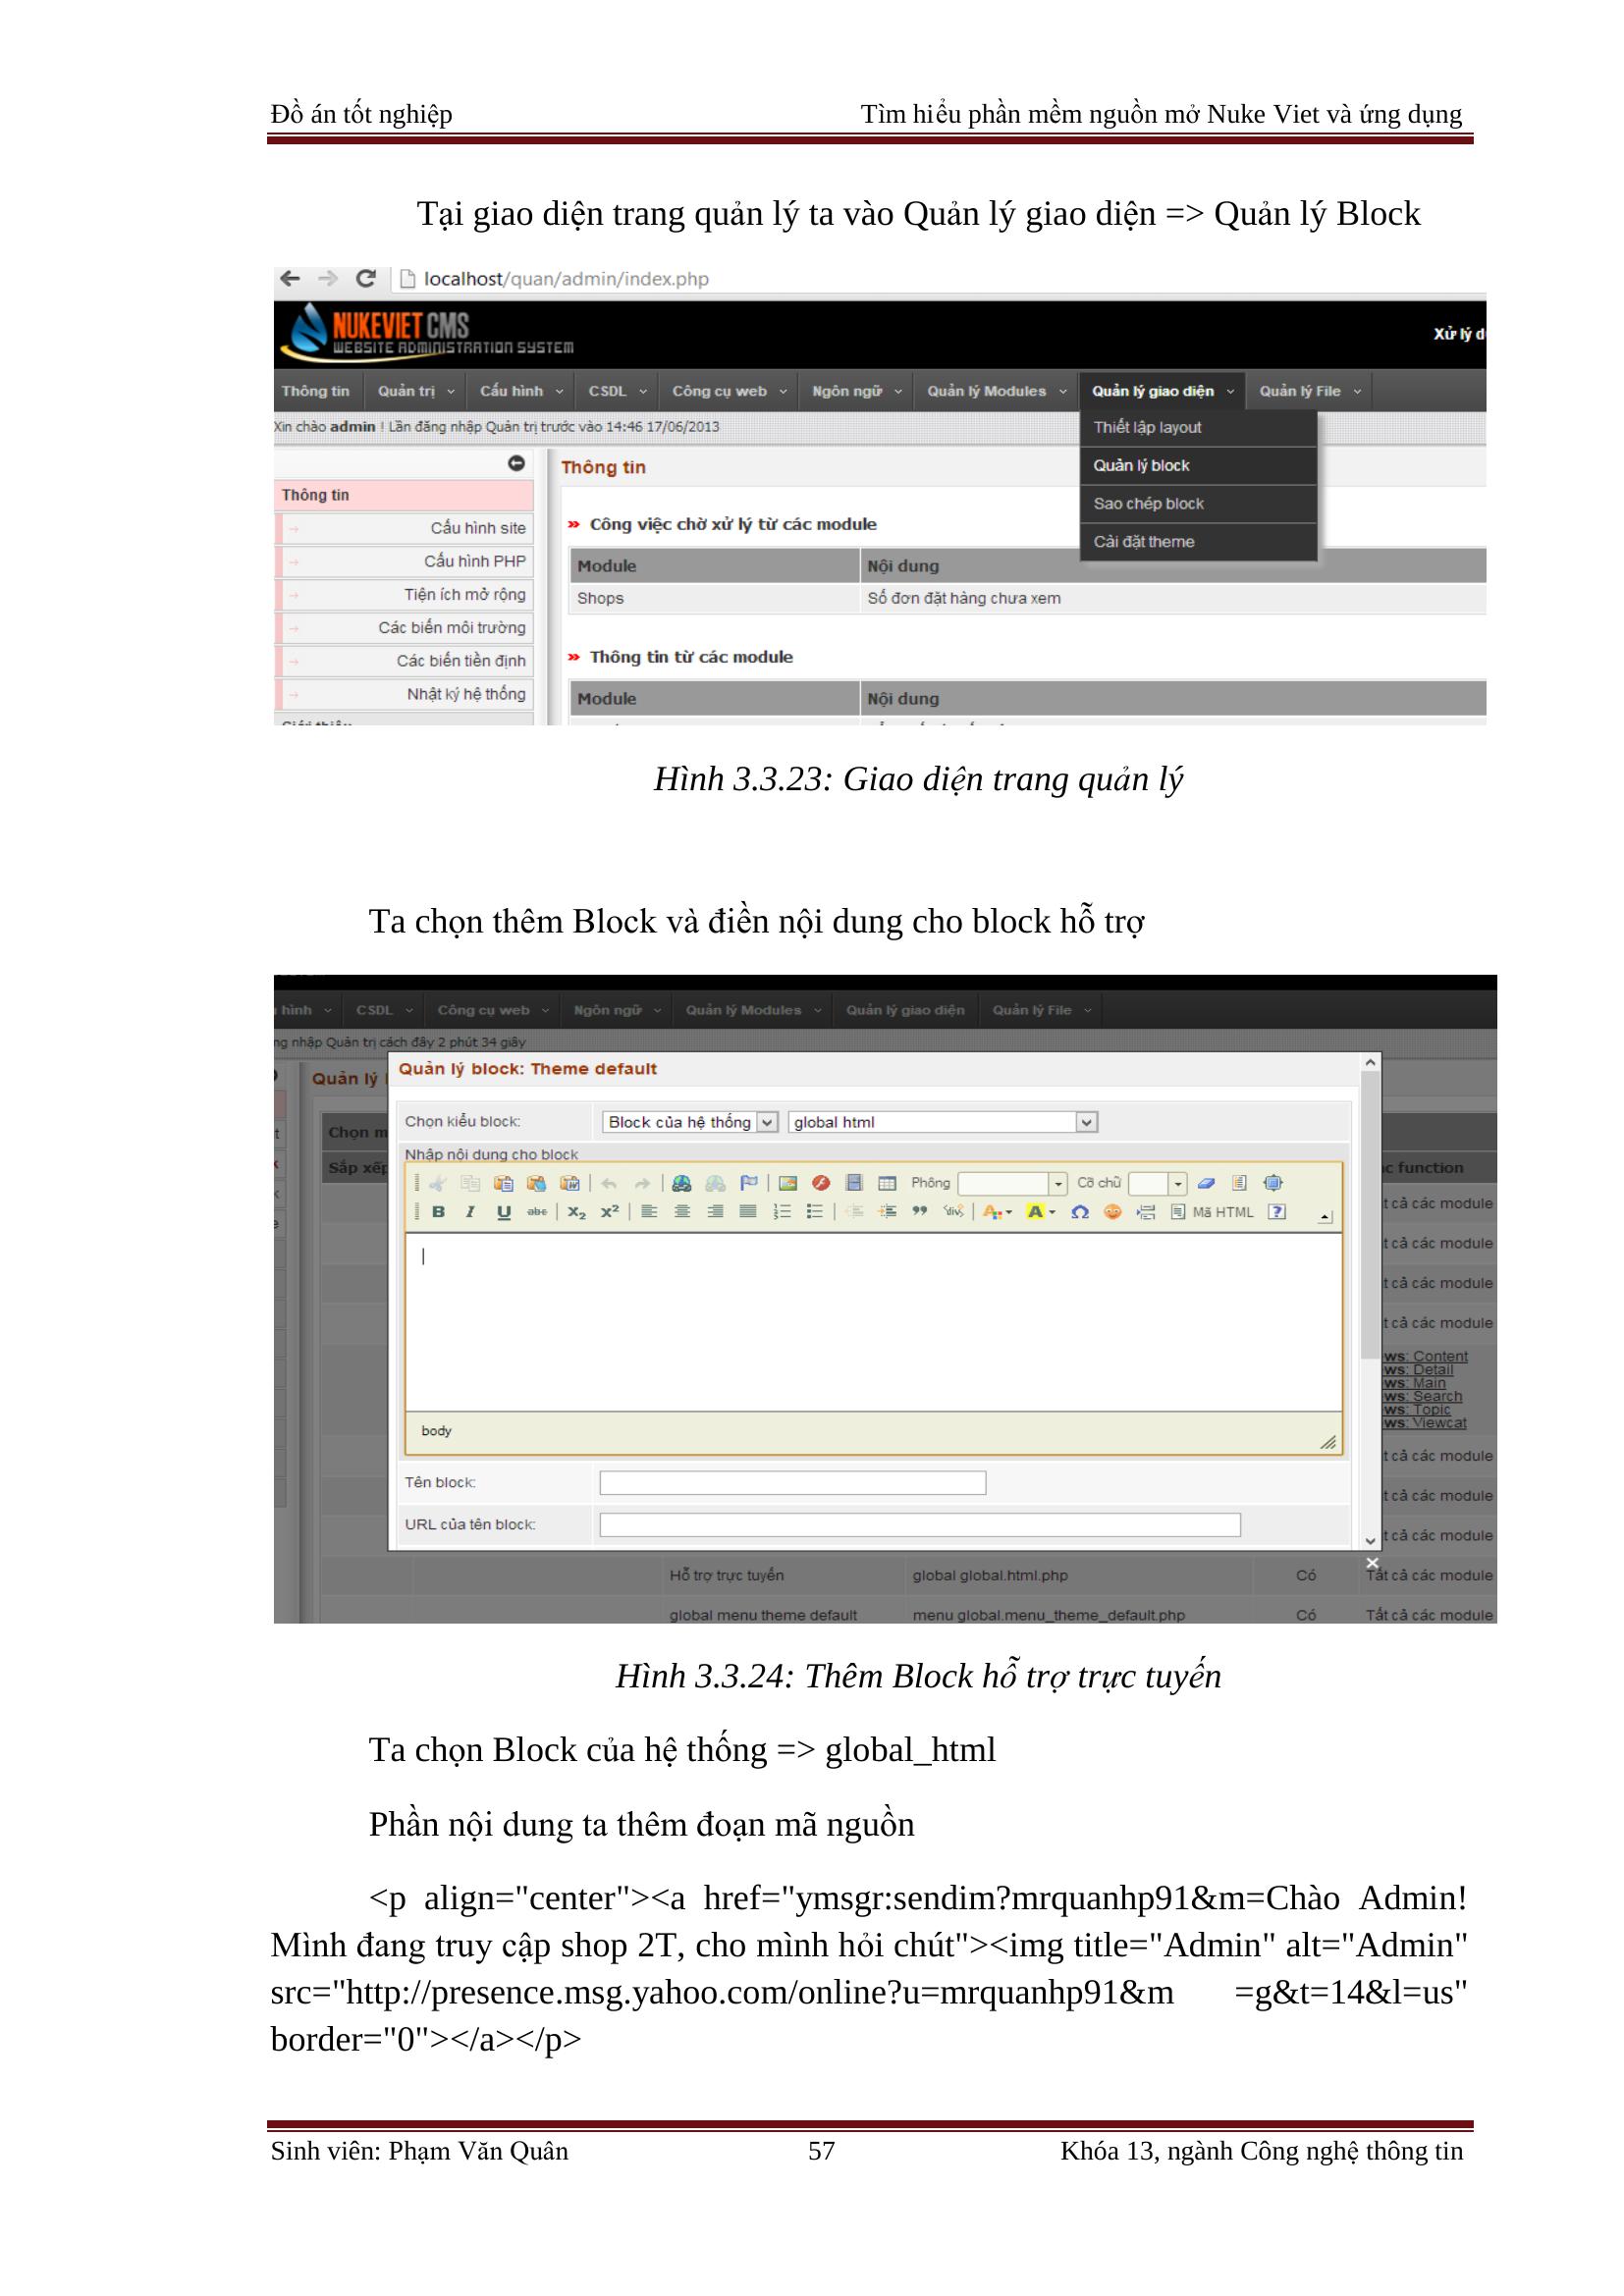 Đồ án tốt nghiệp Tìm hiểu phần mềm nguồn mở Nuke Viet và ứng dụng
Tại giao diện trang quản lý ta vào Quản lý giao diện => Quản lý Block
localhost/quan/admin/index.php
NUKEVIET CMS
WEBSITE ADMINISTRATION SYSTEM
Xử lý
Thông tin Quản trị Cấu hình CSDL Công cụ web Ngôn ngữ Quản lý Modules Quản lý giao diện Quản lý File
Xin chào admin ! Lần đăng nhập Quản trị trước vào 14:46 17/06/2013
Thiết lập layout
Quản lý block
Sao chép block
Cài đặt theme
Thông tin
Cấu hình site
Cấu hình PHP
Tiện ích mở rộng
Các biến môi trường
Các biến tiền định
Nhật ký hệ thống
Thông tin
» Công việc chờ xử lý từ các module
Module Nội dung
Shops Số đơn đặt hàng chưa xem
» Thông tin từ các module
Module Nội dung
Hình 3.3.23: Giao diện trang quản lý
Ta chọn thêm Block và điền nội dung cho block hỗ trợ
hình CSDL Công cụ web Ngôn ngữ Quản lý Modules Quản lý giao diện Quản lý File
ng nhập Quản trị cách đây 2 phút 34 giây
Quản lý
Chọn m
Sắp xếp
Quản lý block: Theme default
Chọn kiểu block: Block của hệ thống global html
Nhập nội dung cho block
Phông Cỡ chữ
B I U abc X2 X2 Mã HTML
body
Tên block:
URL của tên block:
c function
t cả các module
t cả các module
t cả các module
t cả các module
ws: Content
ws: Detail
ws: Main
ws: Search
ws: Topic
ws: Viewcat
t cả các module
t cả các module
t cả các module
Hỗ trợ trực tuyến global global.html.php Có Tất cả các module
global menu theme default menu global.menu_theme_default.php Có Tất cả các module
Hình 3.3.24: Thêm Block hỗ trợ trực tuyến
Ta chọn Block của hệ thống => global_html
Phần nội dung ta thêm đoạn mã nguồn
<p align="center"><a href="ymsgr:sendim?mrquanhp91&m=Chào Admin!
Mình đang truy cập shop 2T, cho mình hỏi chút"><img title="Admin" alt="Admin"
src="http://presence.msg.yahoo.com/online?u=mrquanhp91&m =g&t=14&l=us"
border="0"></a></p>
Sinh viên: Phạm Văn Quân 57 Khóa 13, ngành Công nghệ thông tin